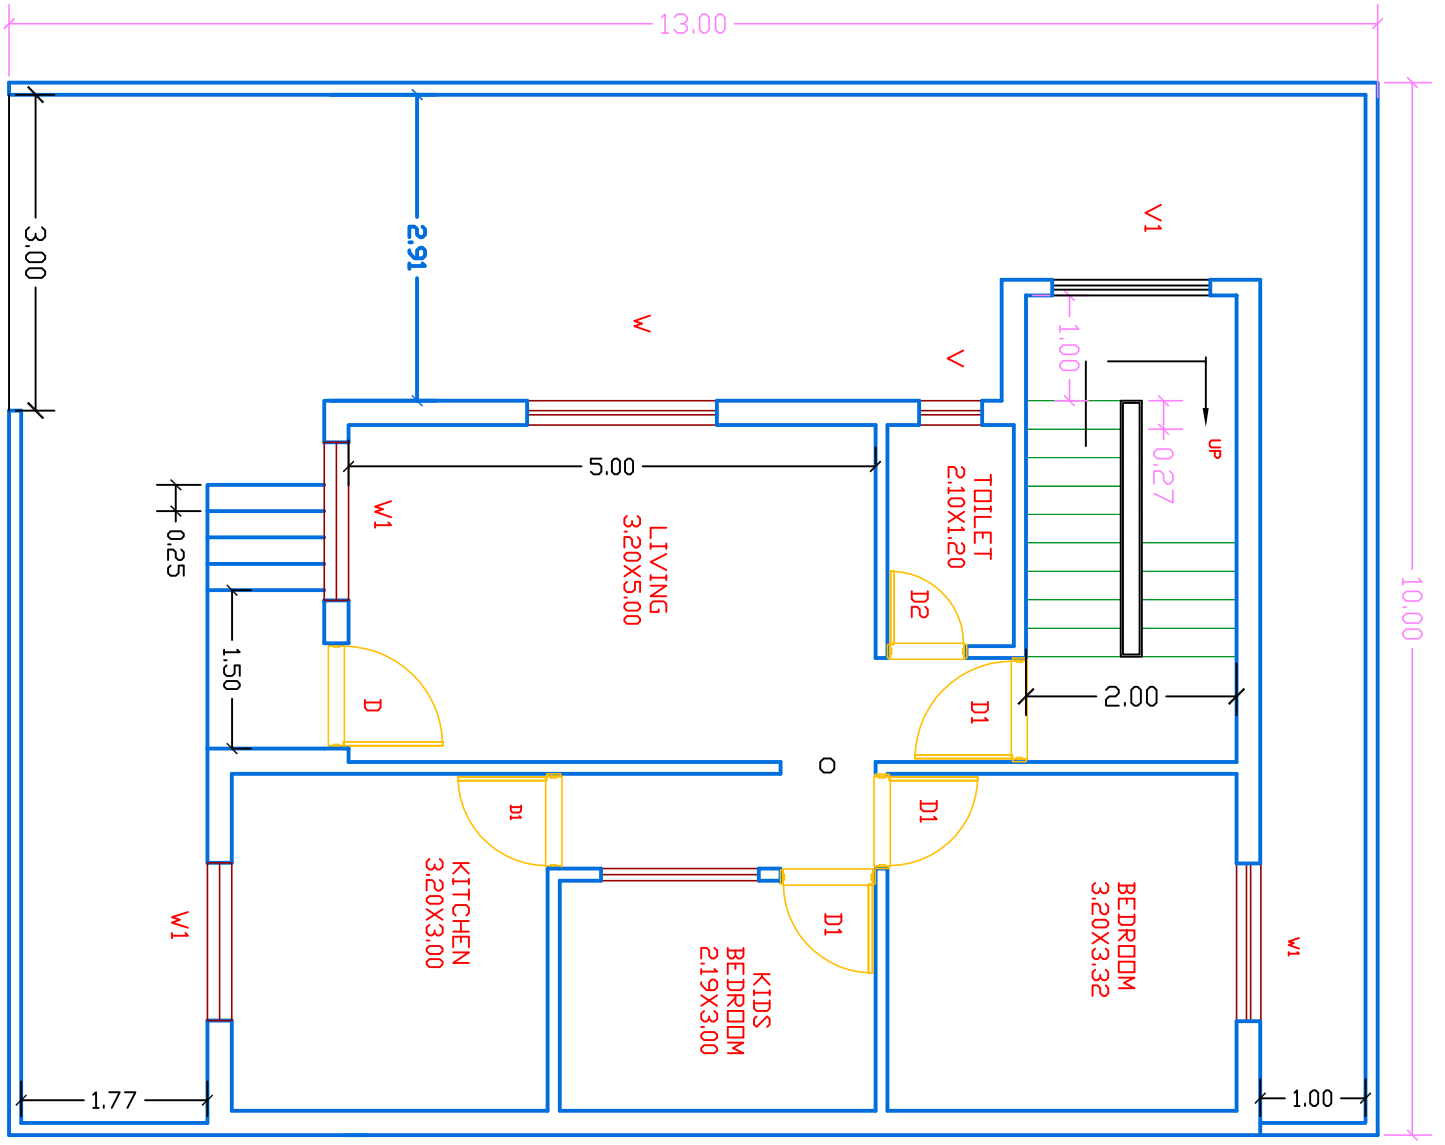 13.00
10.00
3.00
2.91
V1
W
V
1.00
UP
0.27
5.00
W1
TOILET
2.10X1.20
LIVING
3.20X5.00
0.25
D2
1.50
D
D1
2.00
O
D1
D1
D1
KITCHEN
3.20X3.00
BEDROOM
3.20X3.32
W1
W1
KIDS
BEDROOM
2.19X3.00
1.77
1.00